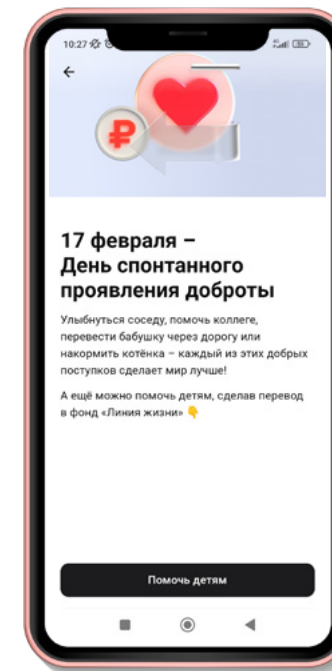 10:27
₽
17 февраля –
День спонтанного
проявления доброты
Улыбнуться соседу, помочь коллеге,
перевести бабушку через дорогу или
накормить котёнка – каждый из этих добрых
поступков сделает мир лучше!
А ещё можно помочь детям, сделав перевод
в фонд «Линия жизни» 👇
Помочь детям